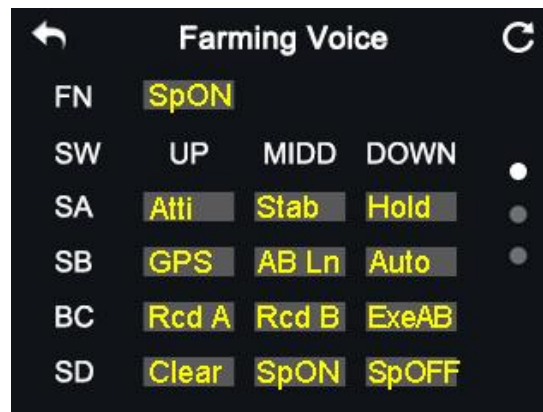 Farming Voice
FN SpON
SW UP MIDD DOWN
SA Atti Stab Hold
SB GPS AB Ln Auto
BC Rcd A Rcd B ExeAB
SD Clear SpON SpOFF